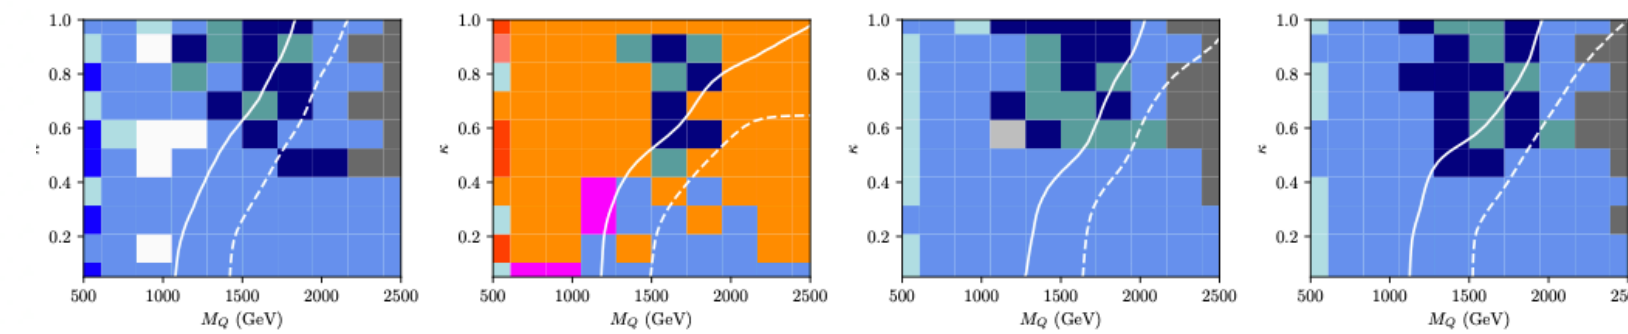 1.0 1.0 1.0 1.0
0.8 0.8 0.8 0.8
0.6 0.6 0.6 0.6
κ κ κ
0.4 0.4 0.4 0.4
0.2 0.2 0.2 0.2
500 1000 1500 2000 2500 500 1000 1500 2000 2500 500 1000 1500 2000 2500 500 1000 1500 2000
M_Q (GeV) M_Q (GeV) M_Q (GeV) M_Q (GeV)